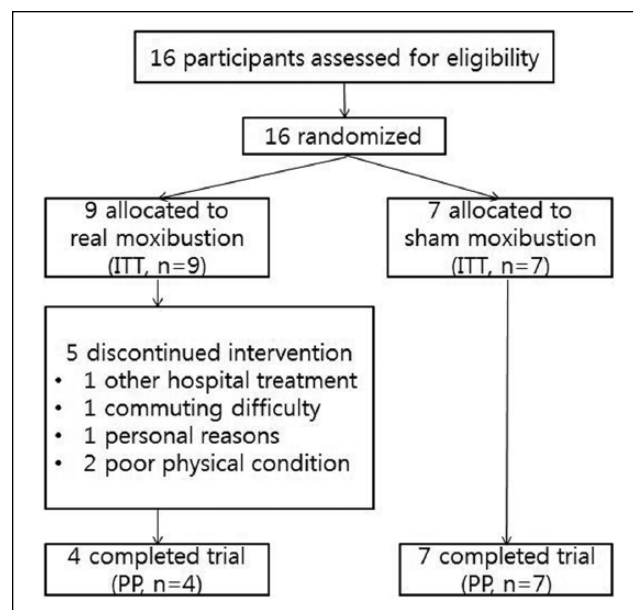 16 participants assessed for eligibility
16 randomized
9 allocated to
real moxibustion
(ITT, n=9)
7 allocated to
sham moxibustion
(ITT, n=7)
5 discontinued intervention
• 1 other hospital treatment
• 1 commuting difficulty
• 1 personal reasons
• 2 poor physical condition
4 completed trial
(PP, n=4)
7 completed trial
(PP, n=7)